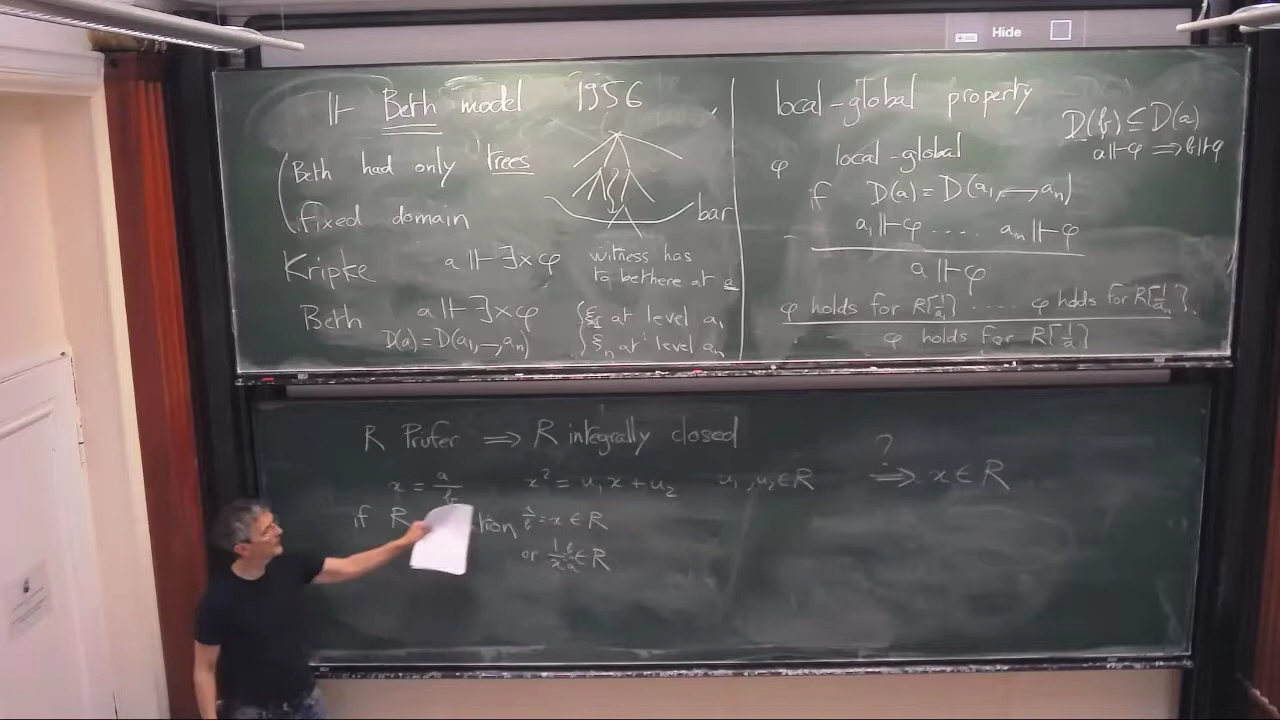 Hide
⊩ Beth model 1956
Beth had only trees
fixed domain
bar
Kripke a ⊩ ∃x φ witness has to be there at a
Beth a ⊩ ∃x φ
D(a) = D(a₁,—,aₙ)
ξ₁ at level a₁
ξₙ at level aₙ
local-global property
D(b) ⊆ D(a)
a ⊩ φ ⟹ b ⊩ φ
φ local-global
if D(a) = D(a₁,—,aₙ)
a₁ ⊩ φ .... aₙ ⊩ φ
a ⊩ φ
φ holds for R[1/a₁] ..... φ holds for R[1/aₙ]
φ holds for R[1/a]
R Prüfer ⟹ R integrally closed
x = a/b x² = u₁x + u₂ u₁,u₂ ∈ R ?⟹ x ∈ R
if R tion a/b = x ∈ R
or 1/x = b/a ∈ R